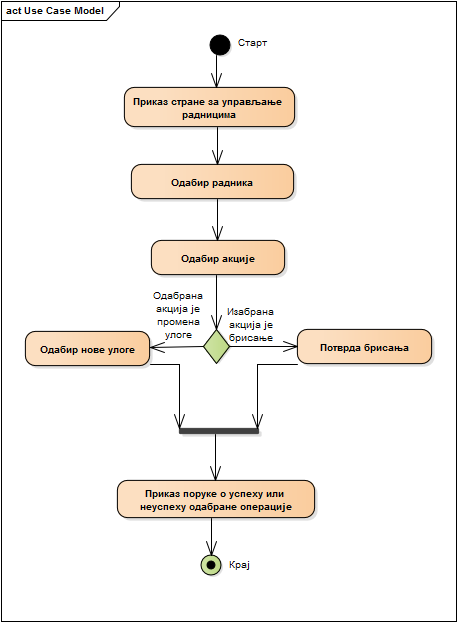 act Use Case Model
Старт
Приказ стране за управљање
радницима
Одабир радника
Одабир акције
Одабрана
акција је
промена
улоге
Изабрана
акција је
брисање
Одабир нове улоге
Потврда брисања
Приказ поруке о успеху или
неуспеху одабране операције
Крај